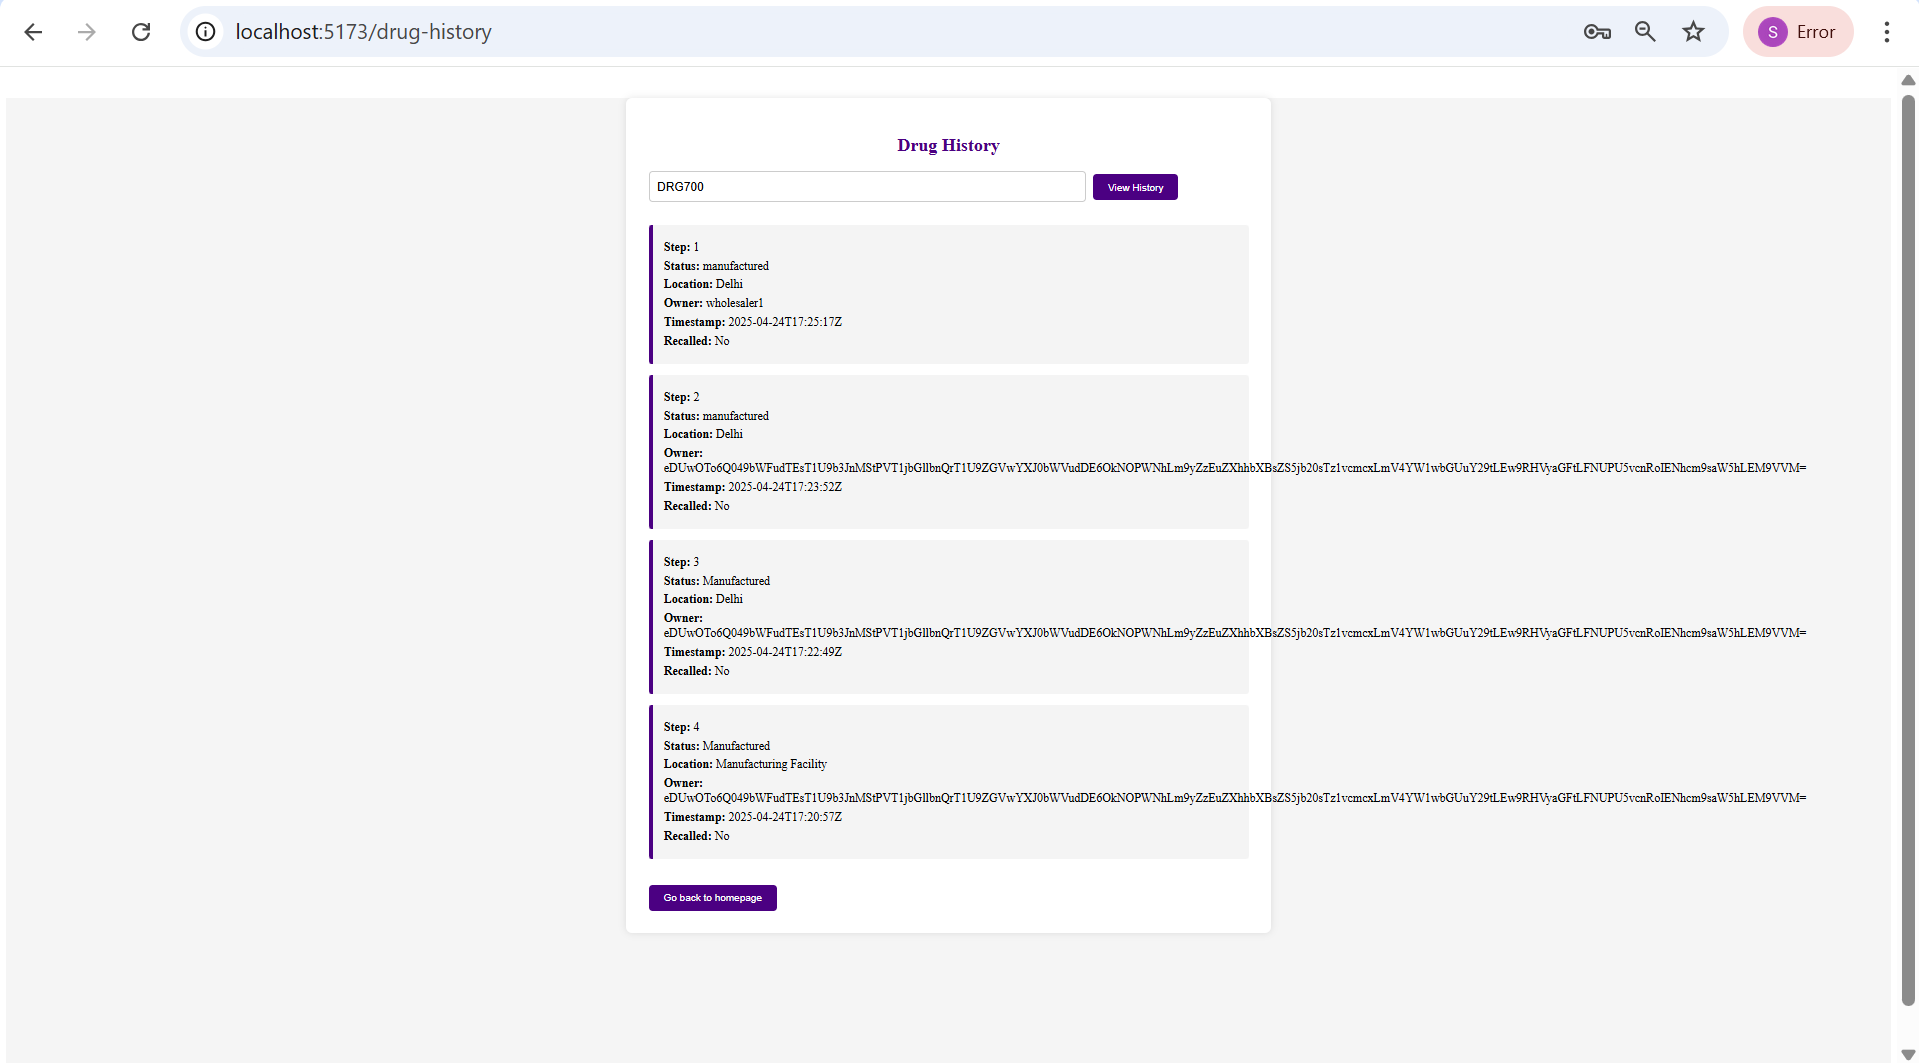 localhost:5173/drug-history
S Error
Drug History
DRG700
View History
Step: 1
Status: manufactured
Location: Delhi
Owner: wholesaler1
Timestamp: 2025-04-24T17:25:17Z
Recalled: No
Step: 2
Status: manufactured
Location: Delhi
Owner:
eDUwOTo6Q049bWFudTEsT1U9b3JnMStPVT1jbGllbnQrT1U9ZGVwYXJ0bWVudDE6OkNOPWNhLm9yZzEuZXhhbXBsZS5jb20sTz1vcmcxLmV4YW1wbGUuY29tLEw9RHVyaGFtLFNUPU5vcnRoIENhcm9saW5hLEM9VVM=
Timestamp: 2025-04-24T17:23:52Z
Recalled: No
Step: 3
Status: Manufactured
Location: Delhi
Owner:
eDUwOTo6Q049bWFudTEsT1U9b3JnMStPVT1jbGllbnQrT1U9ZGVwYXJ0bWVudDE6OkNOPWNhLm9yZzEuZXhhbXBsZS5jb20sTz1vcmcxLmV4YW1wbGUuY29tLEw9RHVyaGFtLFNUPU5vcnRoIENhcm9saW5hLEM9VVM=
Timestamp: 2025-04-24T17:22:49Z
Recalled: No
Step: 4
Status: Manufactured
Location: Manufacturing Facility
Owner:
eDUwOTo6Q049bWFudTEsT1U9b3JnMStPVT1jbGllbnQrT1U9ZGVwYXJ0bWVudDE6OkNOPWNhLm9yZzEuZXhhbXBsZS5jb20sTz1vcmcxLmV4YW1wbGUuY29tLEw9RHVyaGFtLFNUPU5vcnRoIENhcm9saW5hLEM9VVM=
Timestamp: 2025-04-24T17:20:57Z
Recalled: No
Go back to homepage